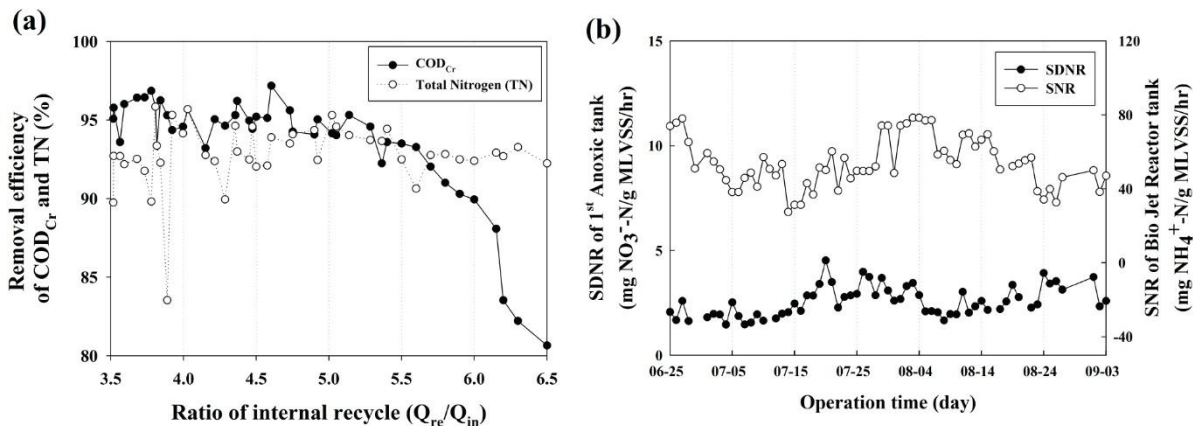 (a)
100
95
90
85
80
Removal efficiency
of COD_Cr and TN (%)
COD_Cr
Total Nitrogen (TN)
3.5 4.0 4.5 5.0 5.5 6.0 6.5
Ratio of internal recycle (Q_re/Q_in)
(b)
15
10
5
0
SDNR of 1st Anoxic tank
(mg NO3^- -N/g MLVSS/hr)
SDNR
SNR
120
80
40
0
-40
SNR of Bio Jet Reactor tank
(mg NH4^+ -N/g MLVSS/hr)
06-25 07-05 07-15 07-25 08-04 08-14 08-24 09-03
Operation time (day)